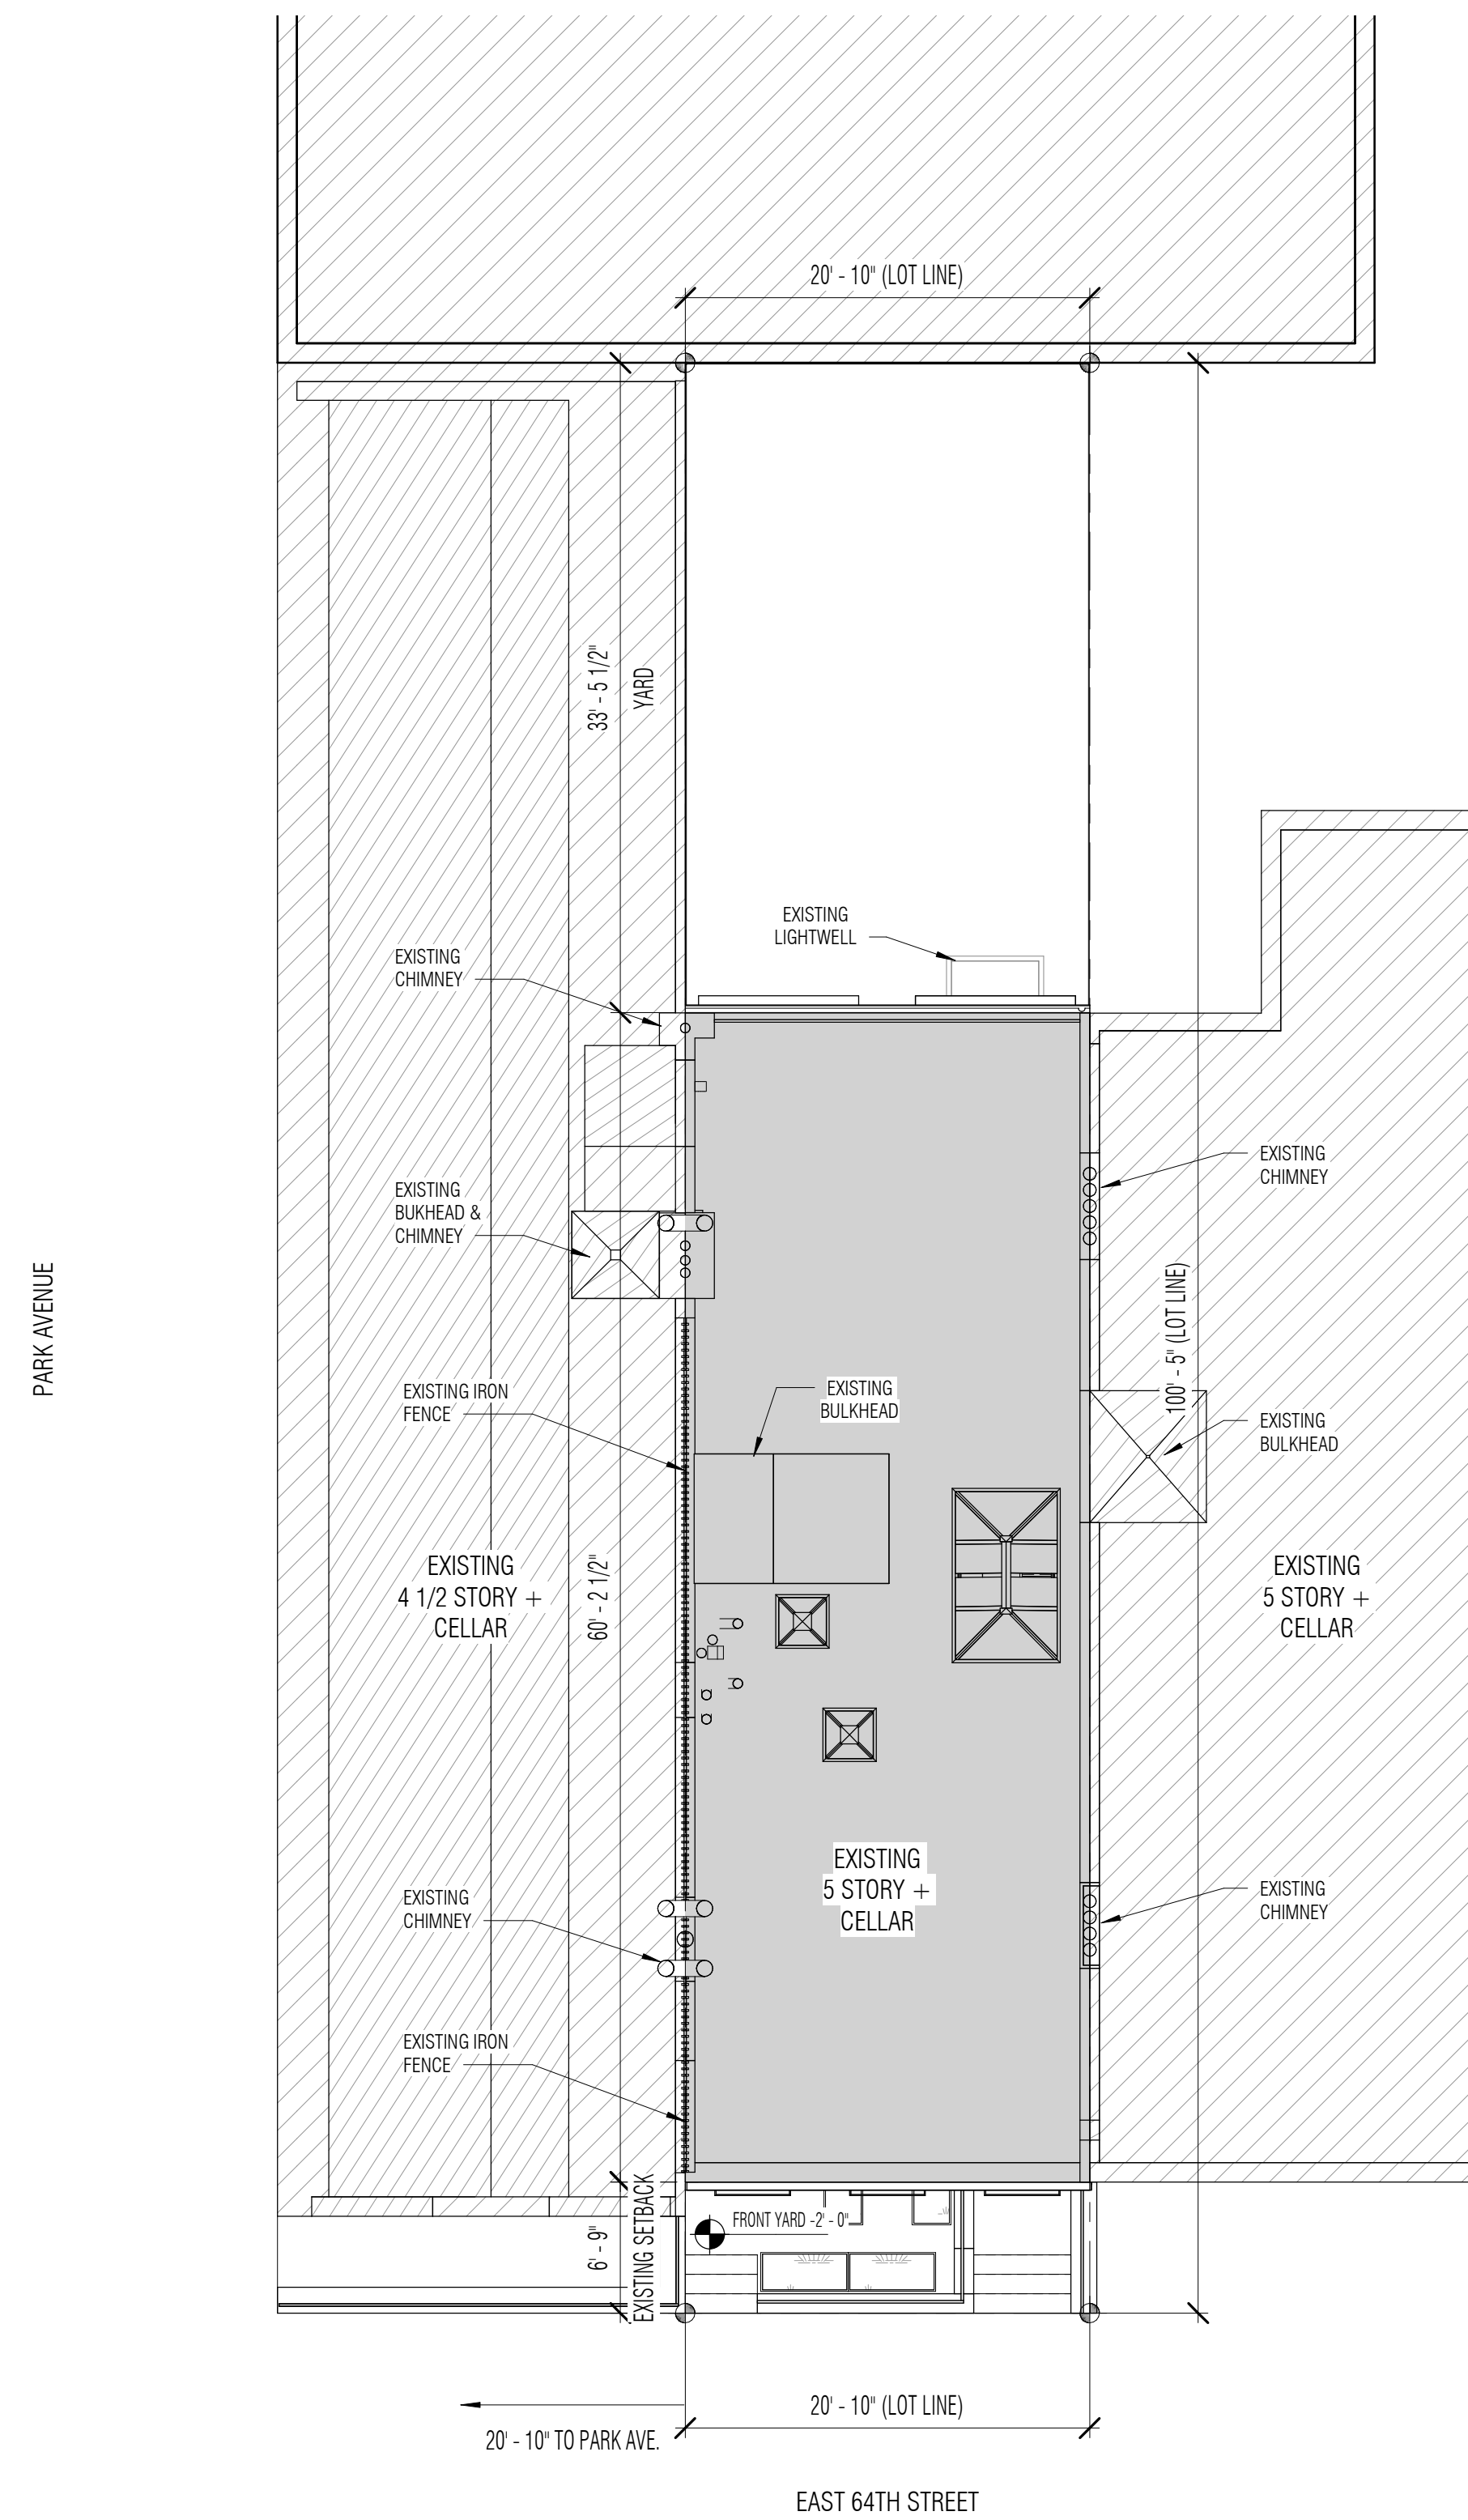 20' - 10" (LOT LINE)
33' - 5 1/2"
YARD
EXISTING
LIGHTWELL
EXISTING
CHIMNEY
EXISTING
CHIMNEY
EXISTING
BUKHEAD &
CHIMNEY
PARK AVENUE
100' - 5" (LOT LINE)
EXISTING IRON
FENCE
EXISTING
BULKHEAD
EXISTING
BULKHEAD
EXISTING
4 1/2 STORY +
CELLAR
60' - 2 1/2"
EXISTING
5 STORY +
CELLAR
EXISTING
5 STORY +
CELLAR
EXISTING
CHIMNEY
EXISTING
CHIMNEY
EXISTING IRON
FENCE
6' - 9"
EXISTING SETBACK
FRONT YARD -2' - 0"
20' - 10" (LOT LINE)
20' - 10" TO PARK AVE.
EAST 64TH STREET